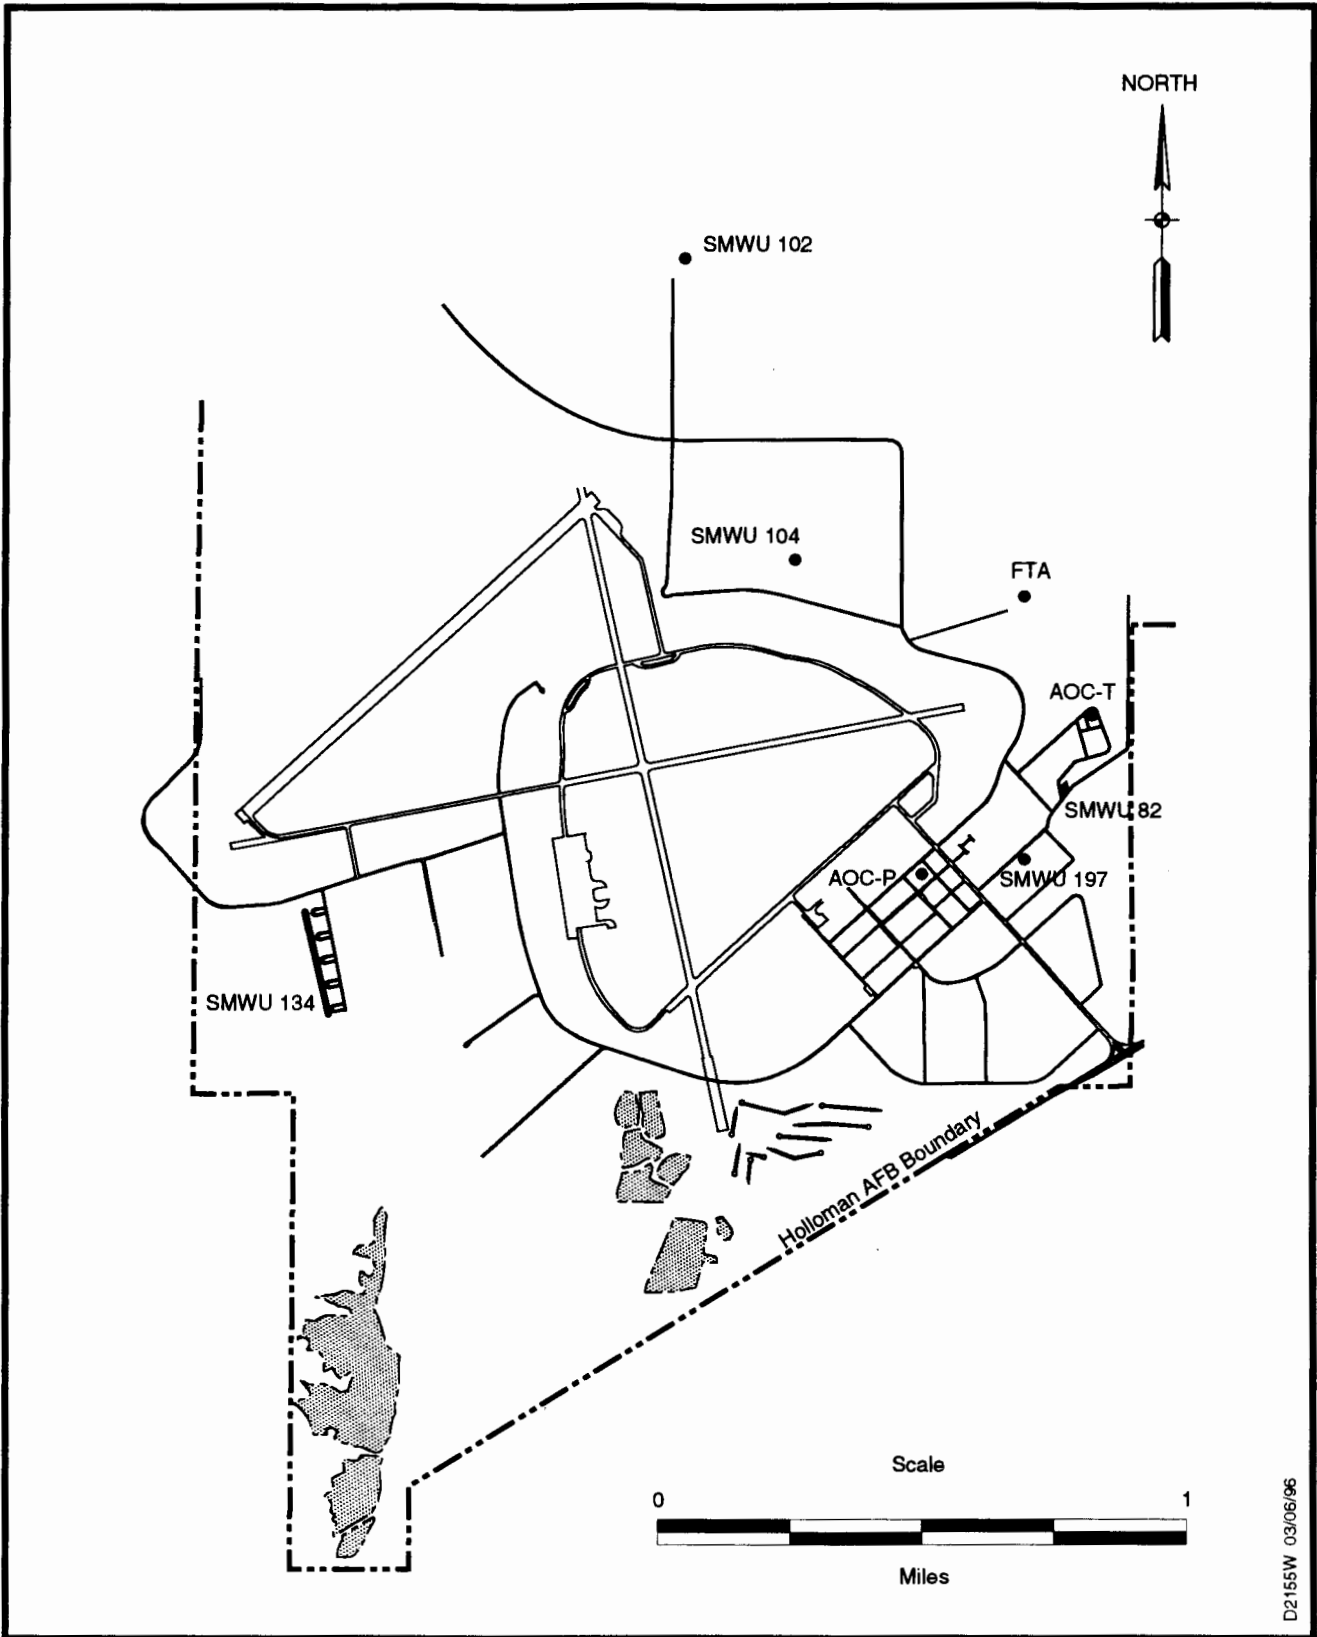 NORTH
SMWU 102
SMWU 104
FTA
AOC-T
SMWU 82
AOC-P
SMWU 197
SMWU 134
Holloman AFB Boundary
Scale
0 1
Miles
D2155W 03/06/96